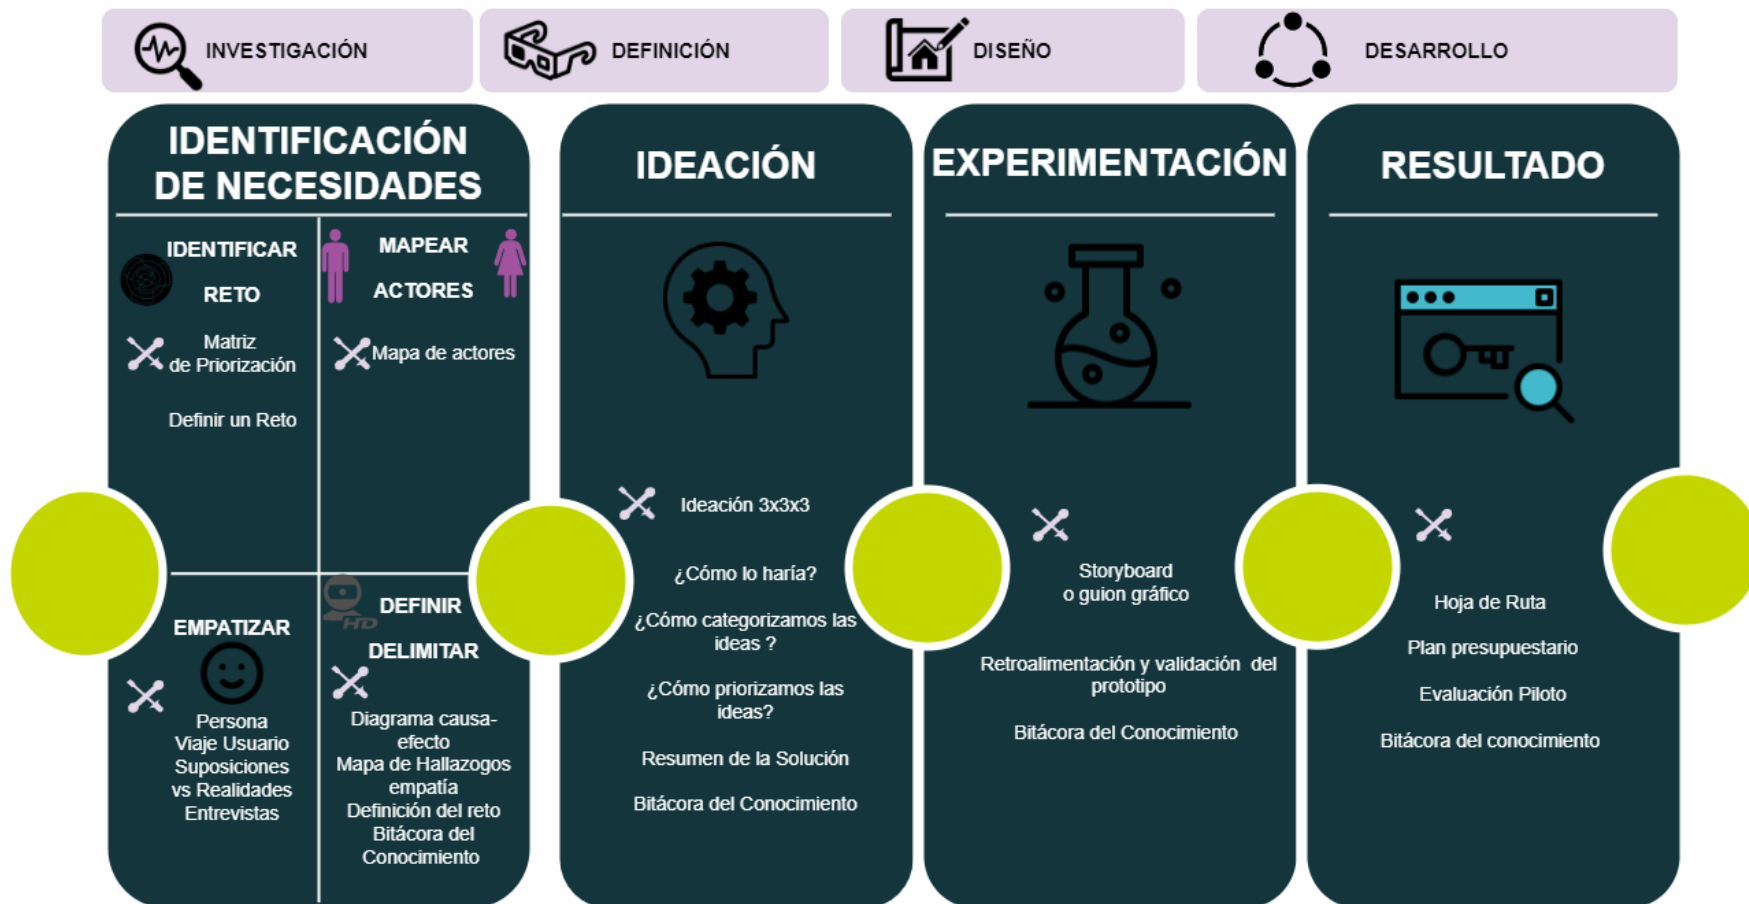 INVESTIGACIÓN
DEFINICIÓN
DISEÑO
DESARROLLO
IDENTIFICACIÓN
DE NECESIDADES
IDENTIFICAR
RETO
Matriz
de Priorización
Definir un Reto
MAPEAR
ACTORES
Mapa de actores
EMPATIZAR
Persona
Viaje Usuario
Suposiciones
vs Realidades
Entrevistas
HD
DEFINIR
DELIMITAR
Diagrama causa-
efecto
Mapa de Hallazogos
empatía
Definición del reto
Bitácora del
Conocimiento
IDEACIÓN
Ideación 3x3x3
¿Cómo lo haría?
¿Cómo categorizamos las
ideas ?
¿Cómo priorizamos las
ideas?
Resumen de la Solución
Bitácora del Conocimiento
EXPERIMENTACIÓN
Storyboard
o guion gráfico
Retroalimentación y validación del
prototipo
Bitácora del Conocimiento
RESULTADO
Hoja de Ruta
Plan presupuestario
Evaluación Piloto
Bitácora del conocimiento